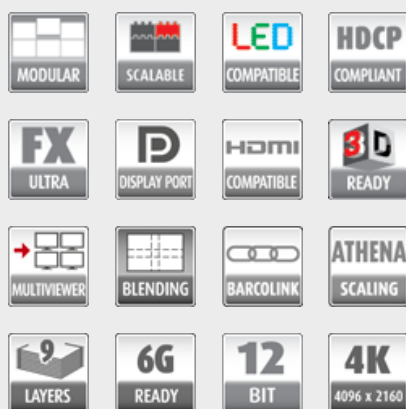 MODULAR
SCALABLE
LED
COMPATIBLE
HDCP
COMPLIANT
FX
ULTRA
DISPLAY PORT
HDMI
COMPATIBLE
3D
READY
MULTIVIEWER
BLENDING
BARCOLINK
ATHENA
SCALING
9
LAYERS
6G
READY
12
BIT
4K
4096 x 2160